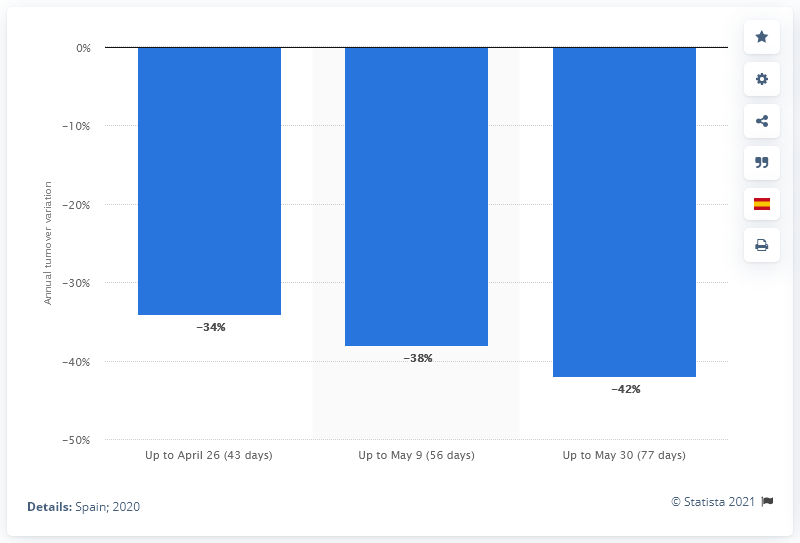 0%
−10%
−20%
−30%
−40%
−50%
Annual turnover variation
−34%
−38%
−42%
Up to April 26 (43 days)
Up to May 9 (56 days)
Up to May 30 (77 days)
Details: Spain; 2020
© Statista 2021